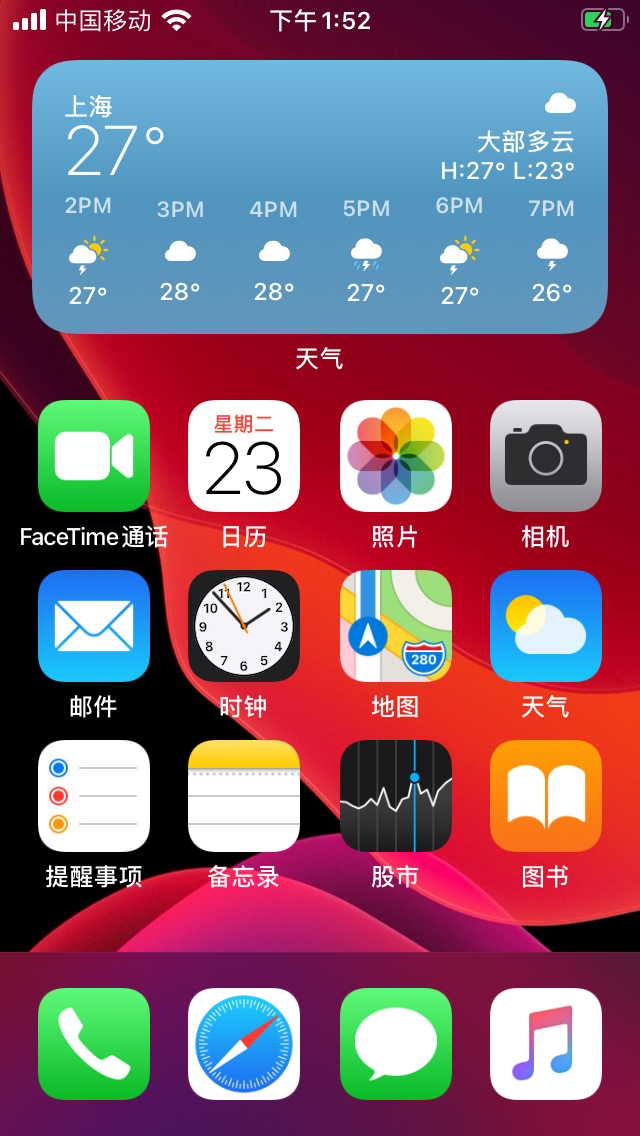 中国移动 下午1:52
上海
27°
大部多云
H:27° L:23°
2PM 3PM 4PM 5PM 6PM 7PM
27° 28° 28° 27° 27° 26°
天气
星期二
23
FaceTime通话 日历 照片 相机
12
11 1
10 2
9 3
8 4
7 5
6
280
邮件 时钟 地图 天气
提醒事项 备忘录 股市 图书